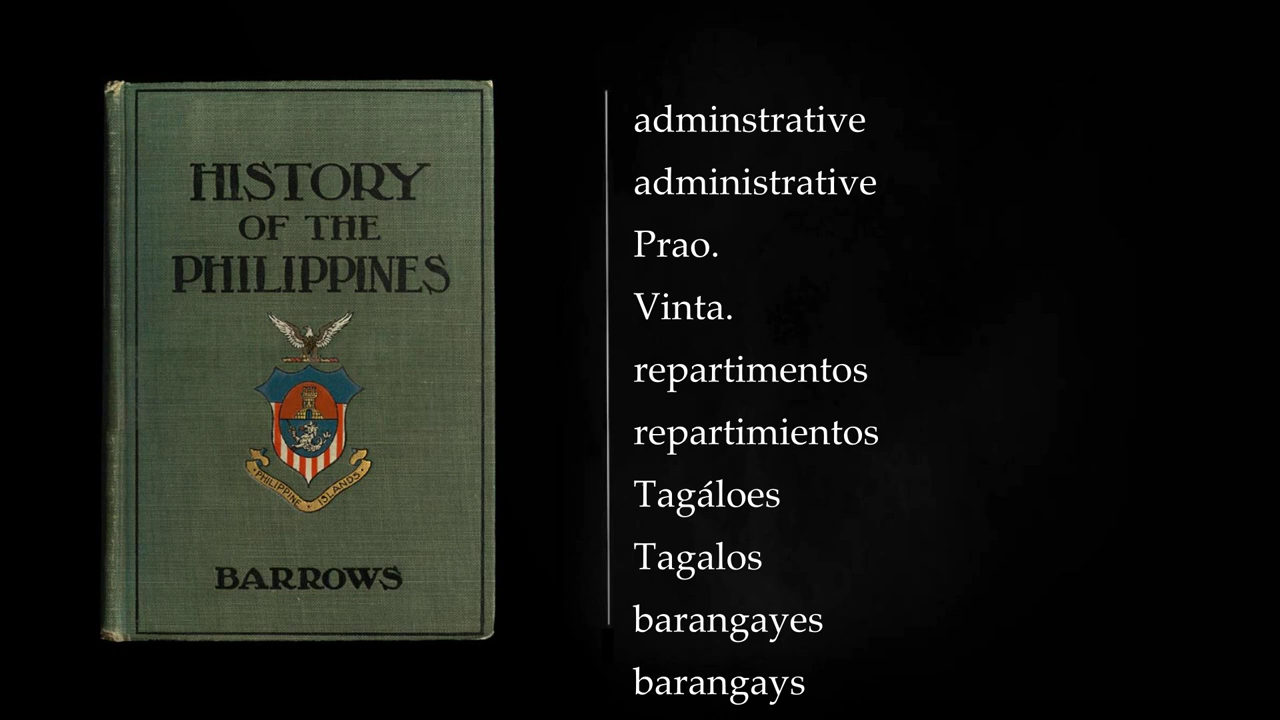 HISTORY
OF THE
PHILIPPINES
PHILIPPINE ISLANDS
BARROWS
adminstrative
administrative
Prao.
Vinta.
repartimentos
repartimientos
Tagáloes
Tagalos
barangayes
barangays